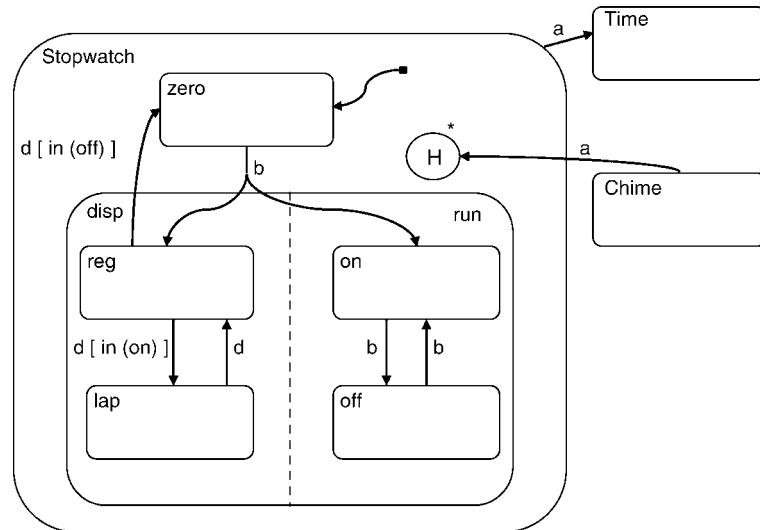 Time
a
Stopwatch
zero
*
d [ in (off) ]
H
a
b
Chime
disp
run
reg
on
d [ in (on) ]
d
b
b
lap
off